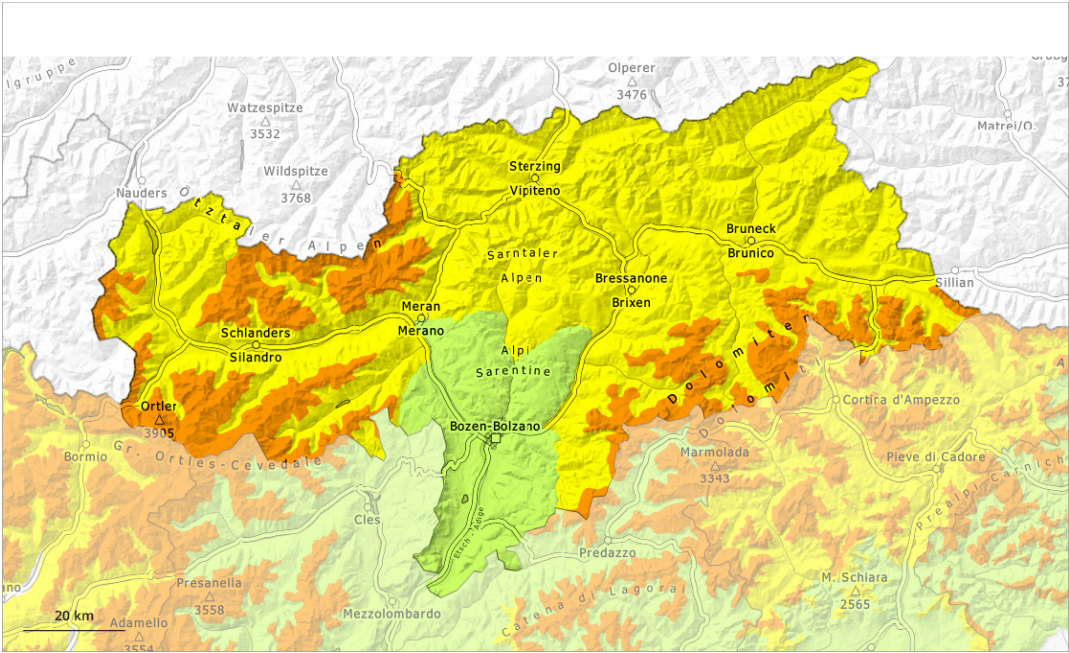 lgruppe
Olperer
3476
Watzespitze
3532
Matrei/O.
Sterzing
Vipiteno
Wildspitze
3768
Nauders
Ötztaler Alpen
Bruneck
Brunico
Sarntaler
Alpen
Bressanone
Brixen
Sillian
Meran
Merano
Schlanders
Silandro
Alpi
Sarentine
Dolomiten
Dolomiti
Ortler
3905
Cortina d'Ampezzo
Bozen-Bolzano
Gr. Ortles-Cevedale
Bormio
Marmolada
3343
Pieve di Cadore
Prealpi Carnich
Cles
Etsch - Adige
Predazzo
Presanella
3558
M. Schiara
2565
Catena di Lagorai
Mezzolombardo
20 km
Adamello
3554